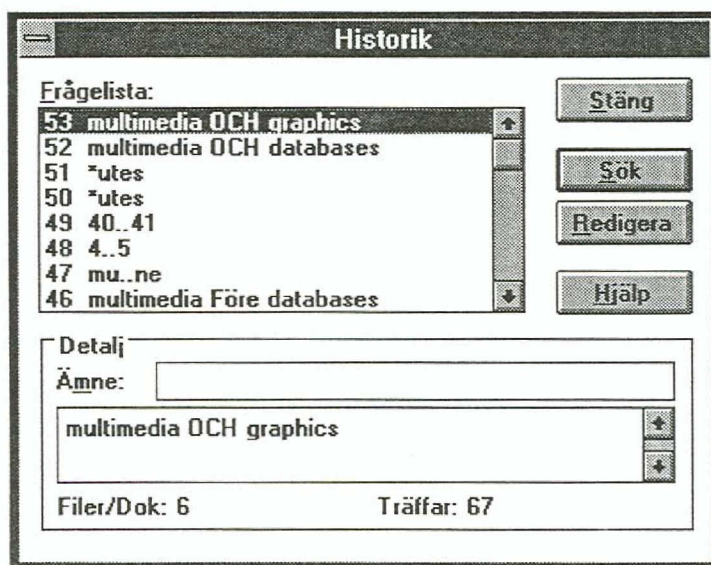 Historik
Frågelista:
53 multimedia OCH graphics
52 multimedia OCH databases
51 *utes
50 *utes
49 40..41
48 4..5
47 mu..ne
46 multimedia Före databases
Stäng
Sök
Redigera
Hjälp
Detalj
Ämne:
multimedia OCH graphics
Filer/Dok: 6 Träffar: 67